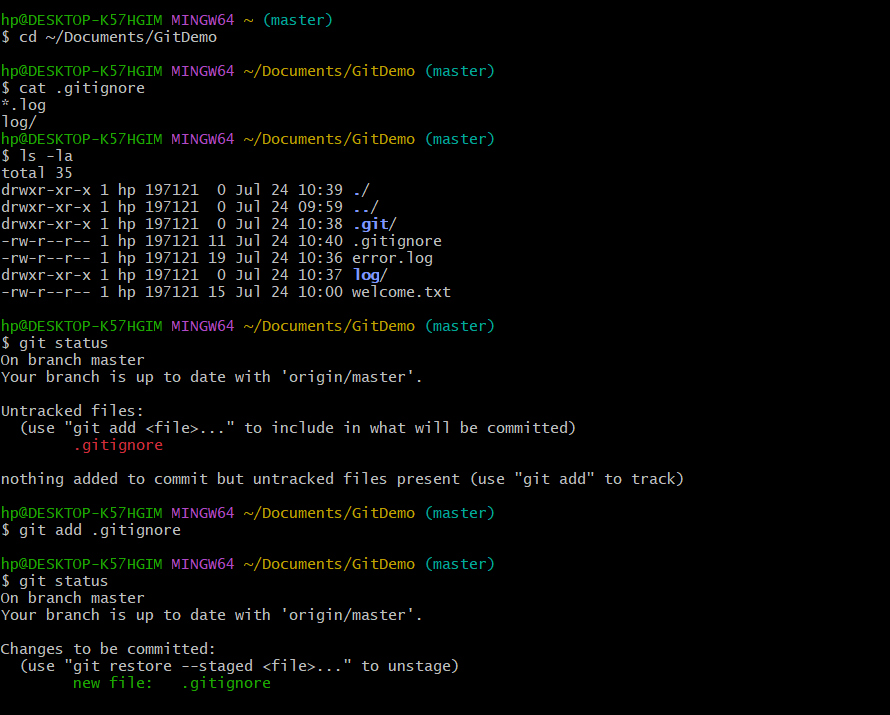 hp@DESKTOP-K57HGIM MINGW64 ~ (master)
$ cd ~/Documents/GitDemo
hp@DESKTOP-K57HGIM MINGW64 ~/Documents/GitDemo (master)
$ cat .gitignore
*.log
log/
hp@DESKTOP-K57HGIM MINGW64 ~/Documents/GitDemo (master)
$ ls -la
total 35
drwxr-xr-x 1 hp 197121  0 Jul 24 10:39 ./
drwxr-xr-x 1 hp 197121  0 Jul 24 09:59 ../
drwxr-xr-x 1 hp 197121  0 Jul 24 10:38 .git/
-rw-r--r-- 1 hp 197121 11 Jul 24 10:40 .gitignore
-rw-r--r-- 1 hp 197121 19 Jul 24 10:36 error.log
drwxr-xr-x 1 hp 197121  0 Jul 24 10:37 log/
-rw-r--r-- 1 hp 197121 15 Jul 24 10:00 welcome.txt
hp@DESKTOP-K57HGIM MINGW64 ~/Documents/GitDemo (master)
$ git status
On branch master
Your branch is up to date with 'origin/master'.
Untracked files:
  (use "git add <file>..." to include in what will be committed)
        .gitignore
nothing added to commit but untracked files present (use "git add" to track)
hp@DESKTOP-K57HGIM MINGW64 ~/Documents/GitDemo (master)
$ git add .gitignore
hp@DESKTOP-K57HGIM MINGW64 ~/Documents/GitDemo (master)
$ git status
On branch master
Your branch is up to date with 'origin/master'.
Changes to be committed:
  (use "git restore --staged <file>..." to unstage)
        new file:   .gitignore